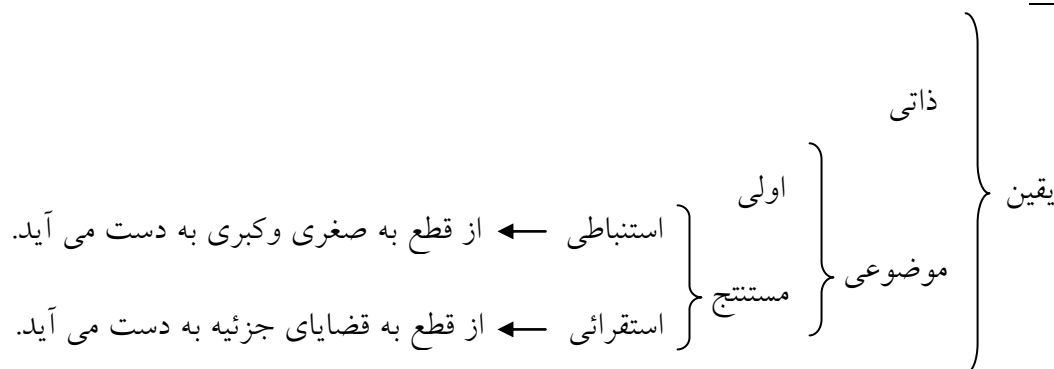 ذاتی
یقین
اولی
موضوعی
استنباطی ← از قطع به صغری وکبری به دست می آید.
مستنتج
استقرائی ← از قطع به قضایای جزئیه به دست می آید.